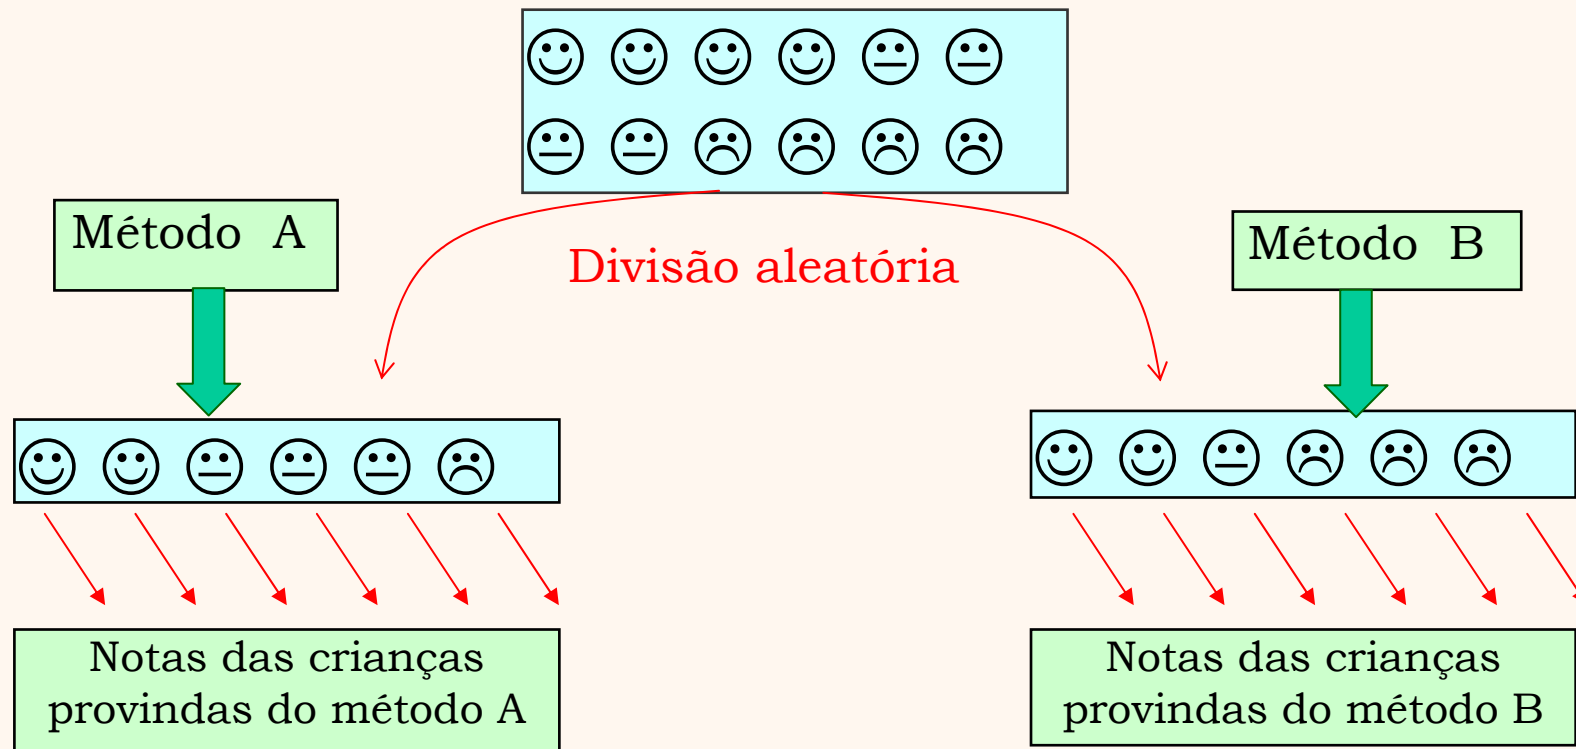 Método A
Divisão aleatória
Método B
Notas das crianças
provindas do método A
Notas das crianças
provindas do método B